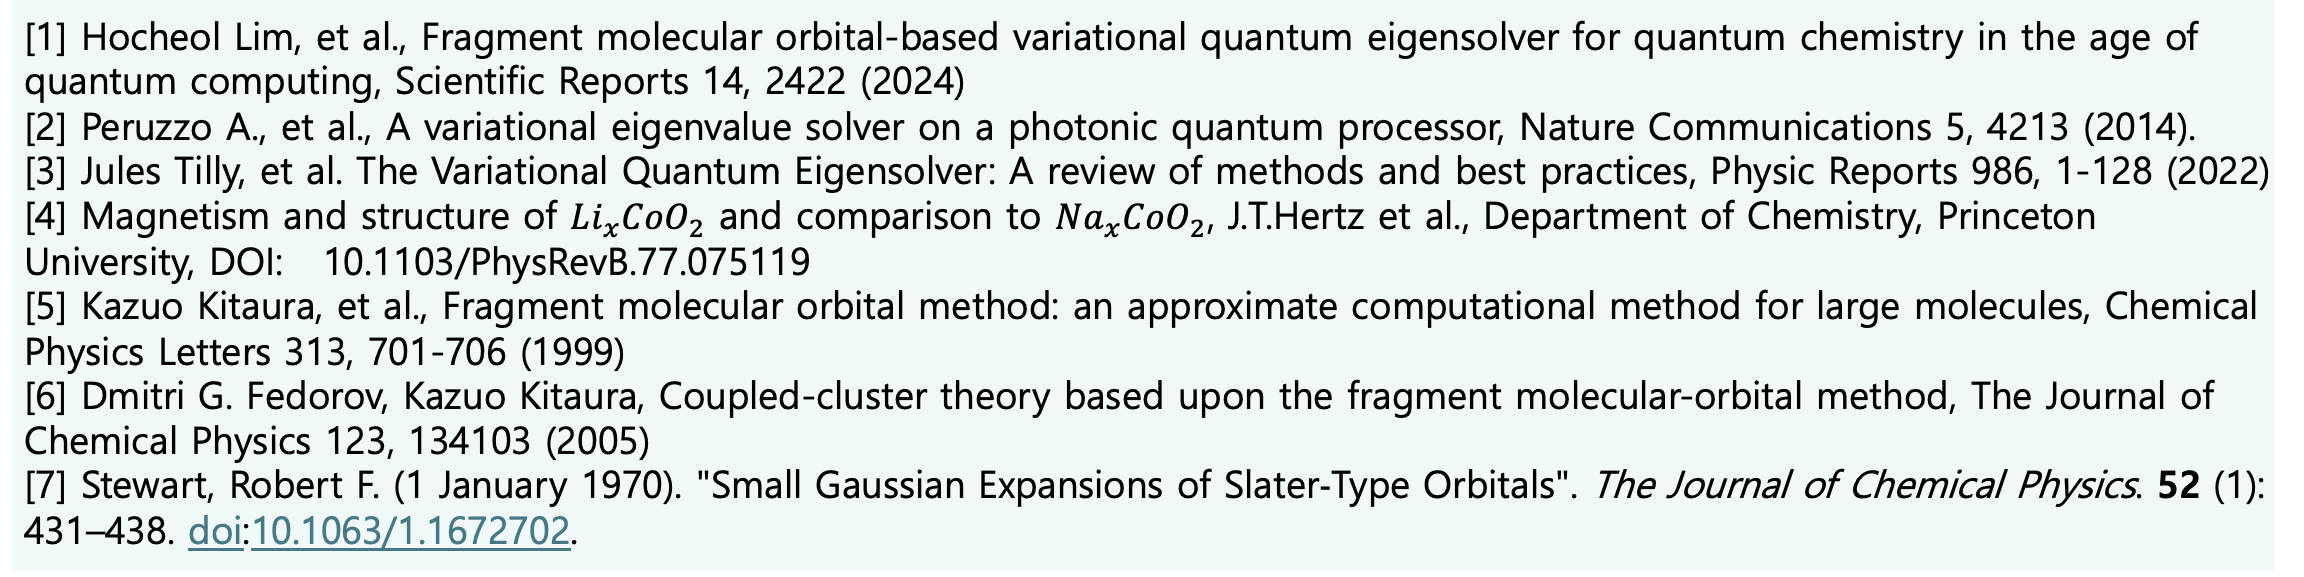 [1] Hocheol Lim, et al., Fragment molecular orbital-based variational quantum eigensolver for quantum chemistry in the age of
quantum computing, Scientific Reports 14, 2422 (2024)
[2] Peruzzo A., et al., A variational eigenvalue solver on a photonic quantum processor, Nature Communications 5, 4213 (2014).
[3] Jules Tilly, et al. The Variational Quantum Eigensolver: A review of methods and best practices, Physic Reports 986, 1-128 (2022)
[4] Magnetism and structure of LiₓCoO₂ and comparison to NaₓCoO₂, J.T.Hertz et al., Department of Chemistry, Princeton
University, DOI: 10.1103/PhysRevB.77.075119
[5] Kazuo Kitaura, et al., Fragment molecular orbital method: an approximate computational method for large molecules, Chemical
Physics Letters 313, 701-706 (1999)
[6] Dmitri G. Fedorov, Kazuo Kitaura, Coupled-cluster theory based upon the fragment molecular-orbital method, The Journal of
Chemical Physics 123, 134103 (2005)
[7] Stewart, Robert F. (1 January 1970). "Small Gaussian Expansions of Slater-Type Orbitals". The Journal of Chemical Physics. 52 (1):
431–438. doi:10.1063/1.1672702.